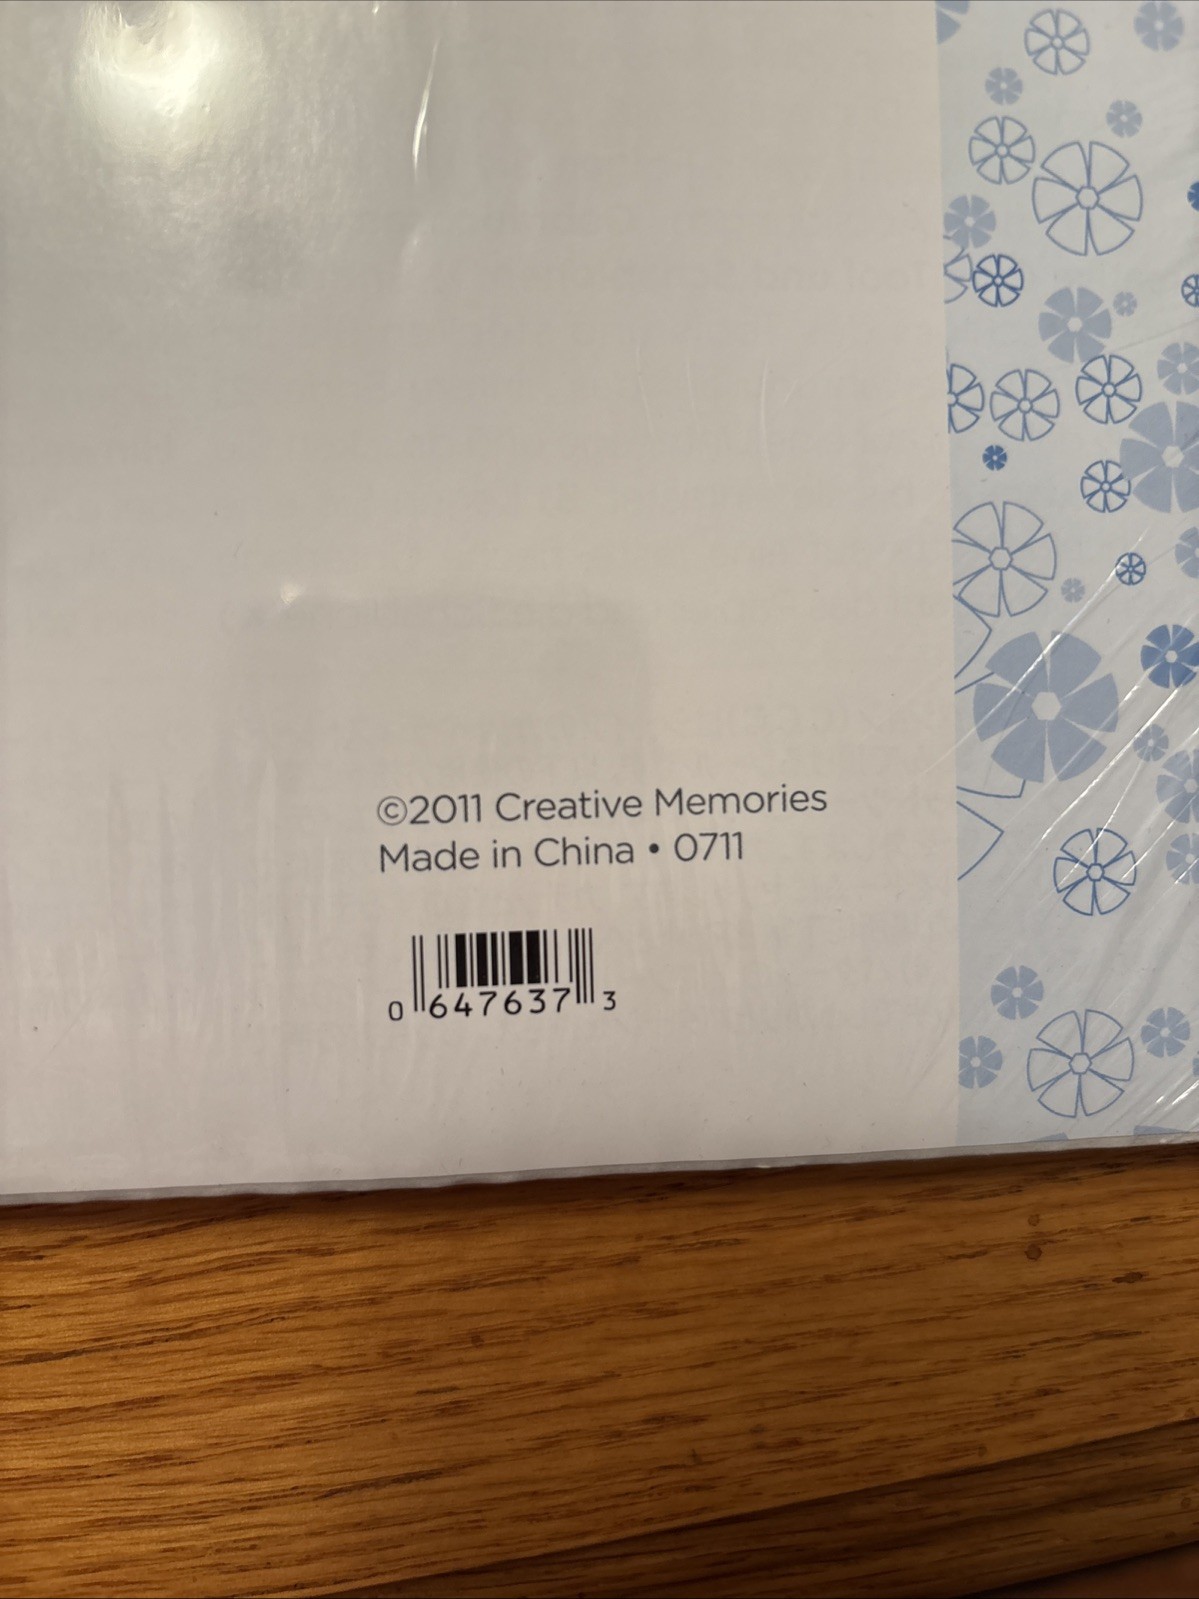 ©2011 Creative Memories
Made in China • 0711
0 647637 3